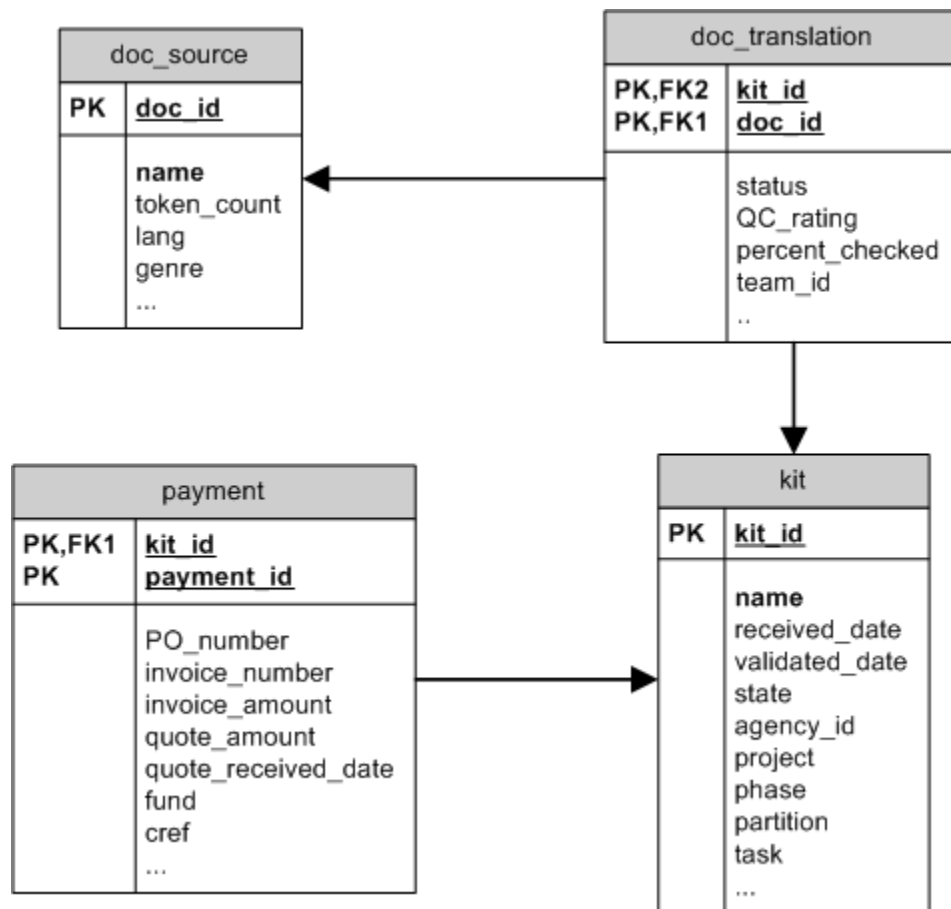 doc_source
PK doc_id
name
token_count
lang
genre
...
doc_translation
PK,FK2 kit_id
PK,FK1 doc_id
status
QC_rating
percent_checked
team_id
..
payment
PK,FK1 kit_id
PK payment_id
PO_number
invoice_number
invoice_amount
quote_amount
quote_received_date
fund
cref
...
kit
PK kit_id
name
received_date
validated_date
state
agency_id
project
phase
partition
task
...